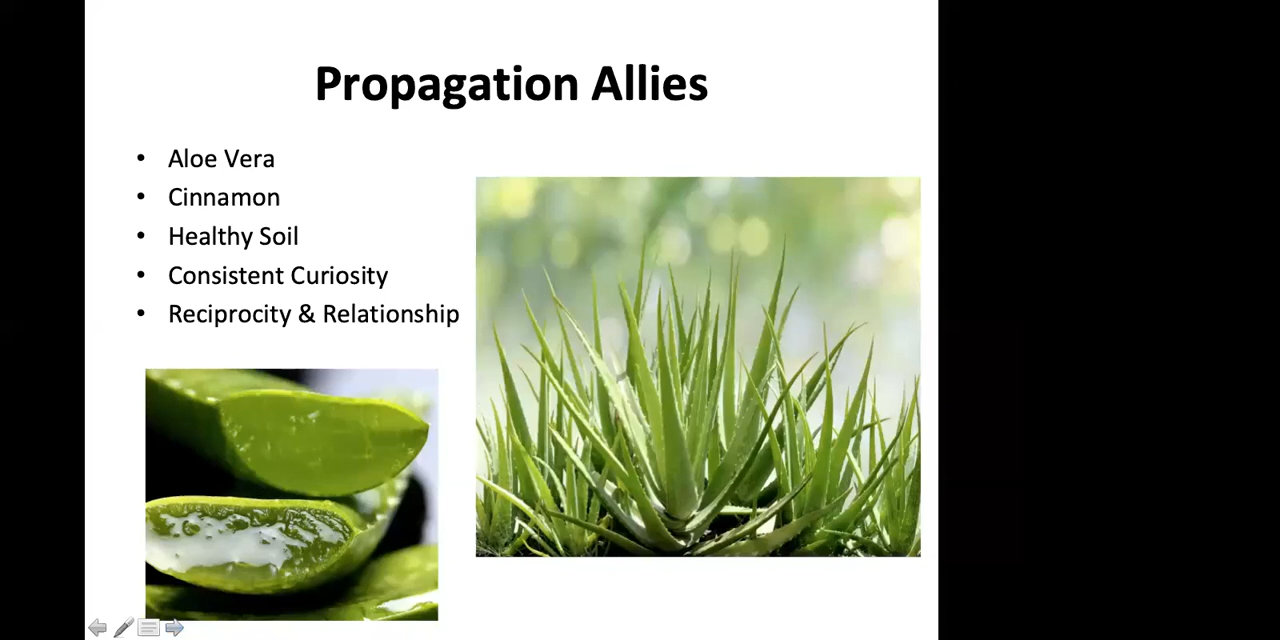 Propagation Allies
• Aloe Vera
• Cinnamon
• Healthy Soil
• Consistent Curiosity
• Reciprocity & Relationship